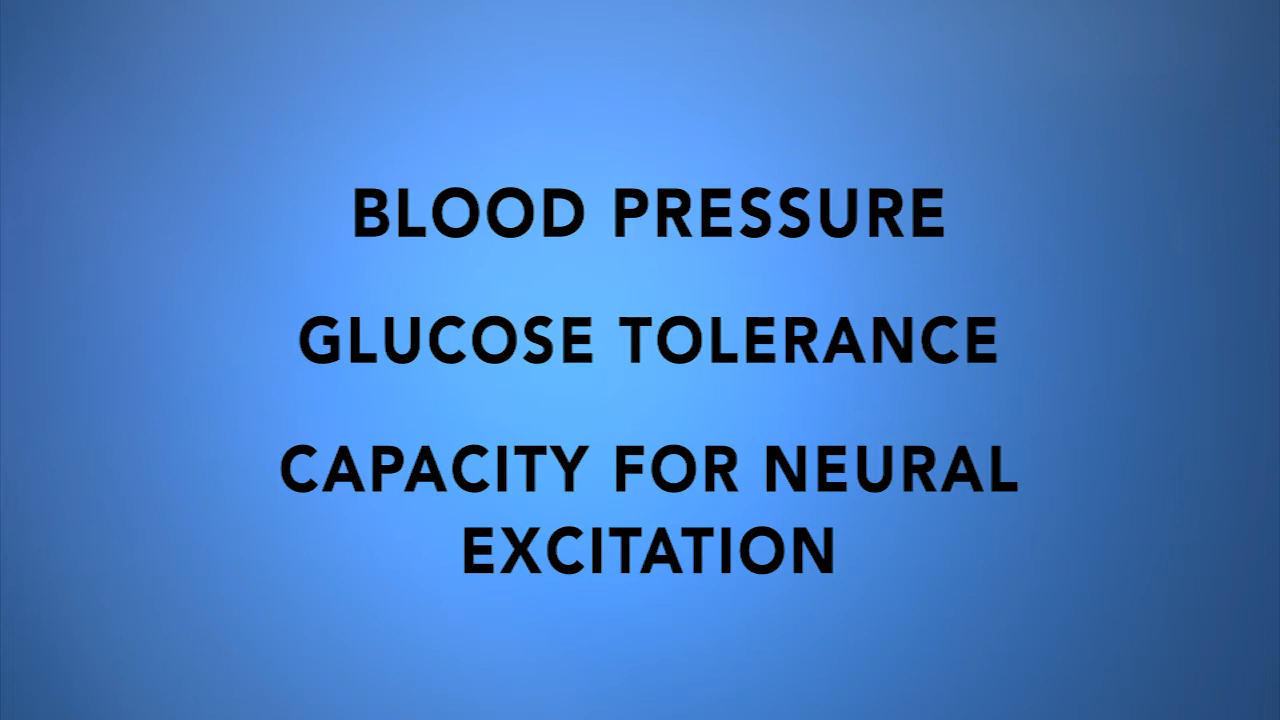 BLOOD PRESSURE
GLUCOSE TOLERANCE
CAPACITY FOR NEURAL
EXCITATION